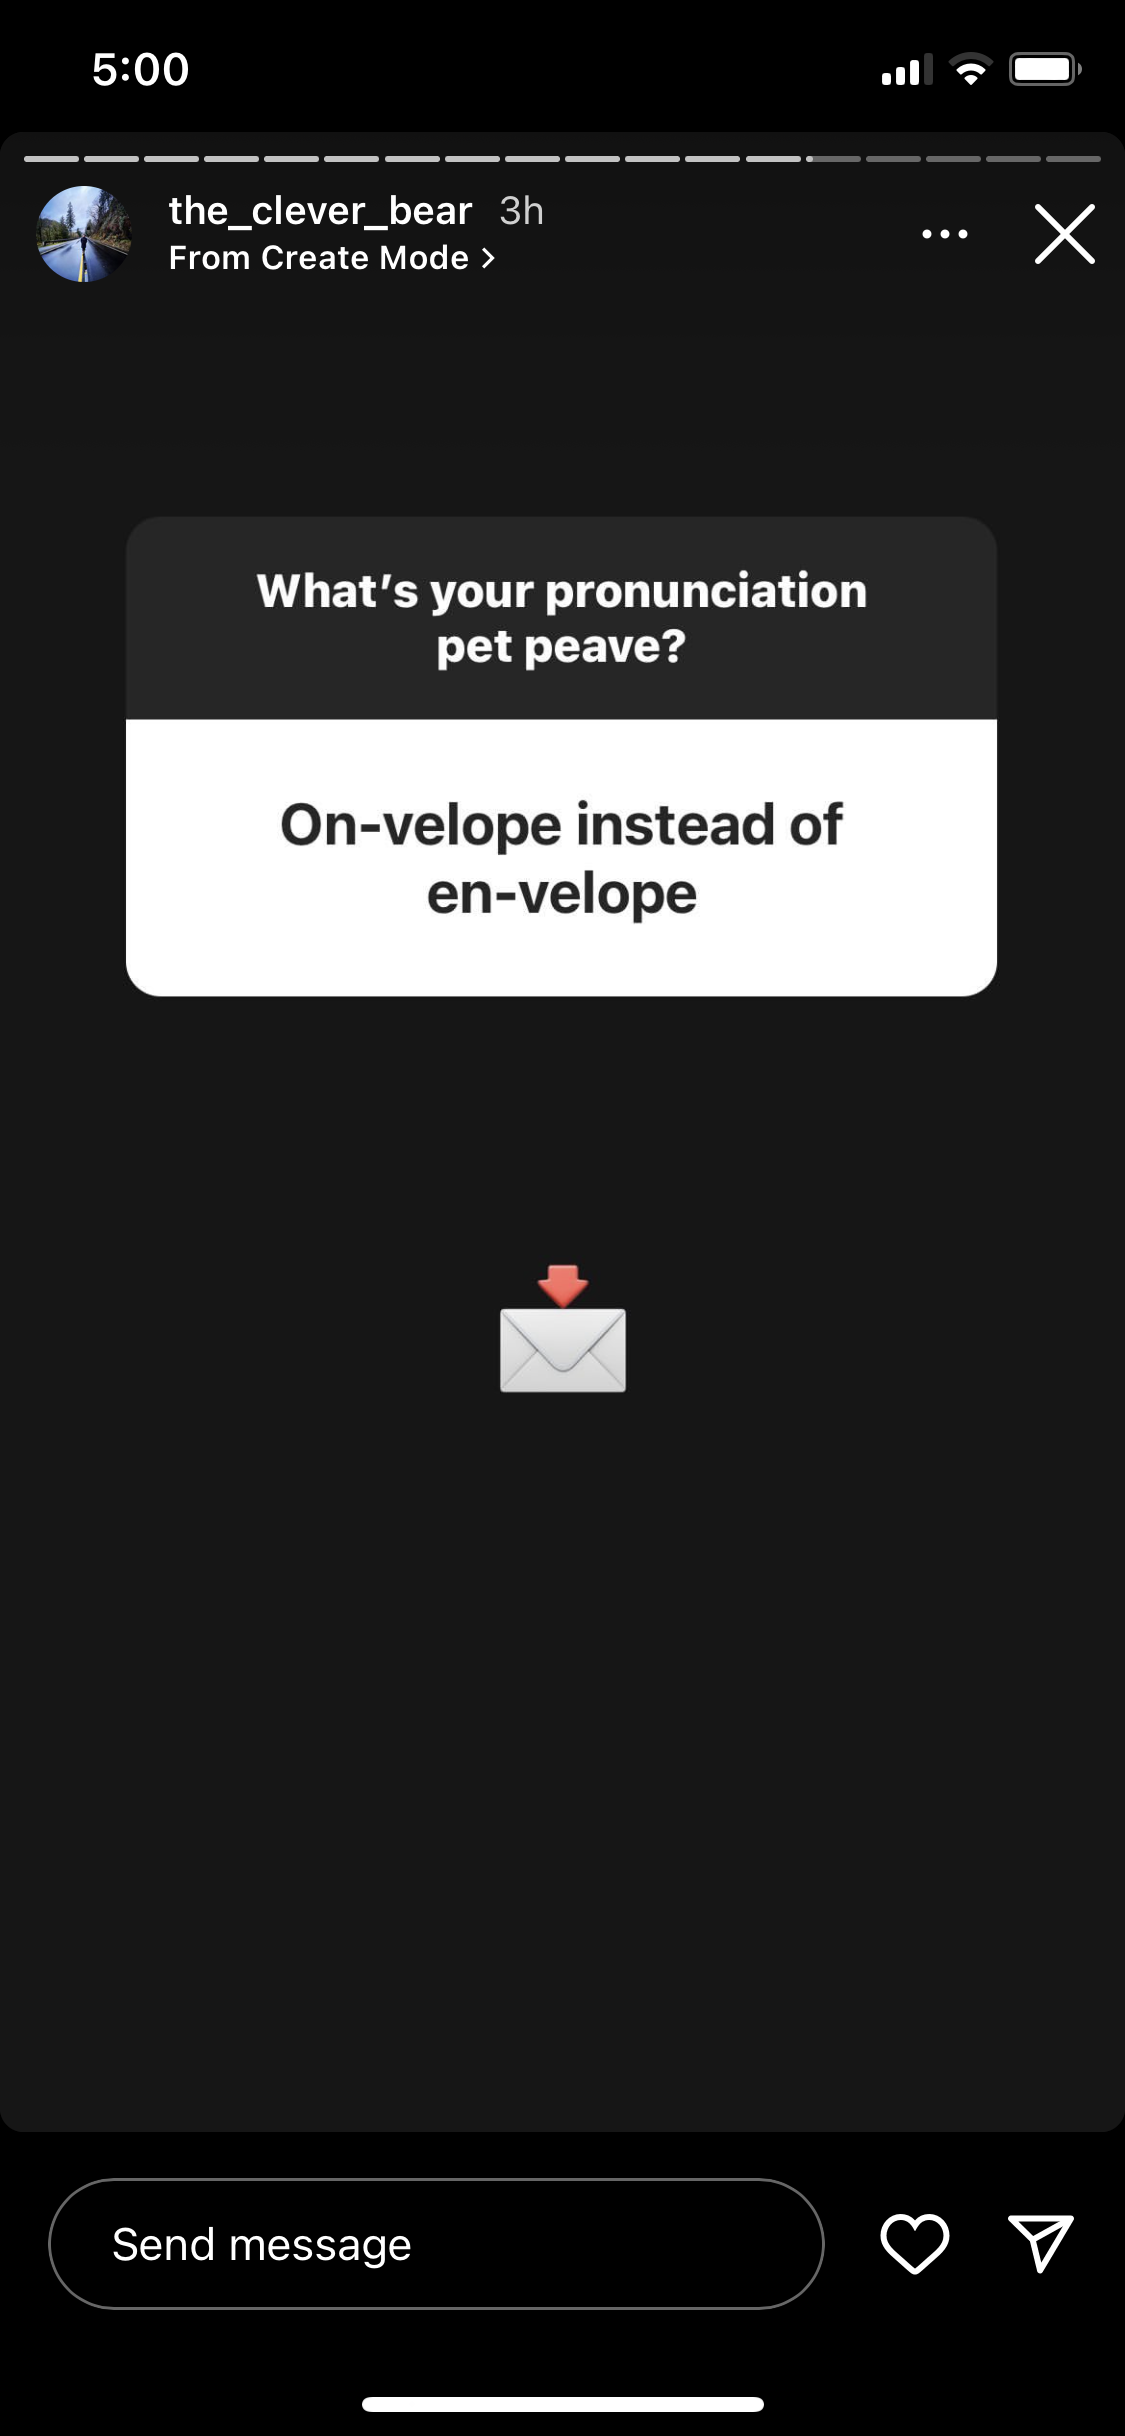 5:00
the_clever_bear 3h
From Create Mode >
What's your pronunciation
pet peave?
On-velope instead of
en-velope
Send message